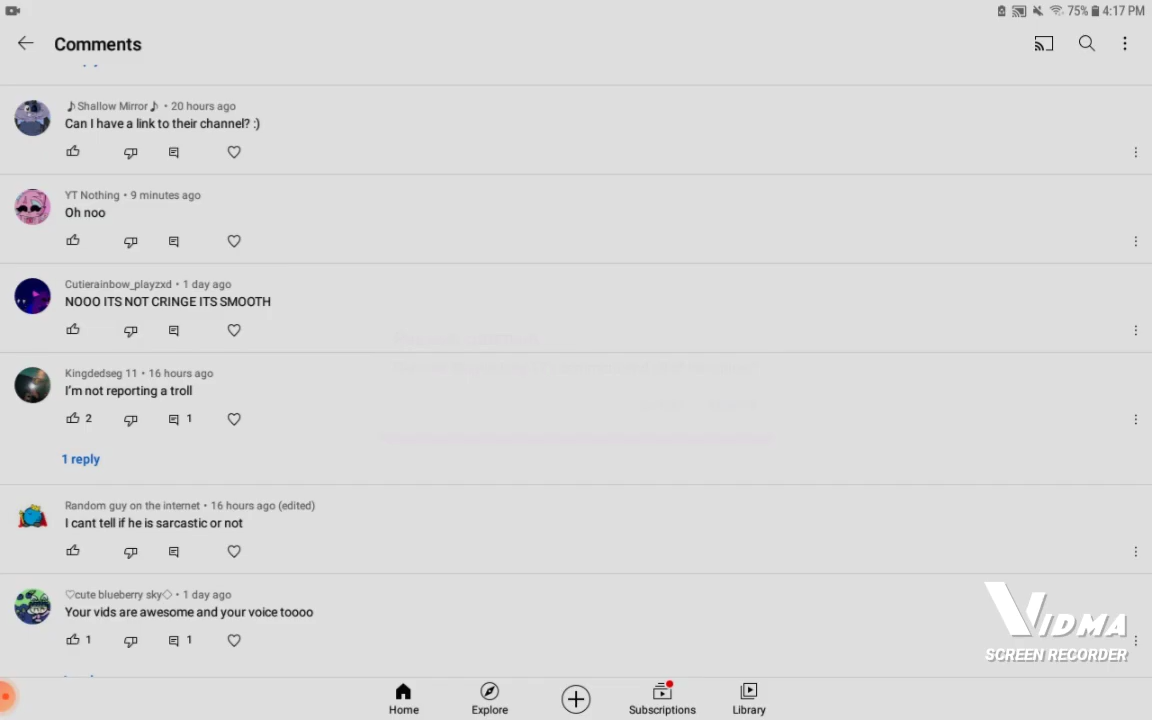 75% 4:17 PM
Comments
♪Shallow Mirror♪ • 20 hours ago
Can I have a link to their channel? :)
YT Nothing • 9 minutes ago
Oh noo
Cutierainbow_playzxd • 1 day ago
NOOO ITS NOT CRINGE ITS SMOOTH
Kingdedseg 11 • 16 hours ago
I'm not reporting a troll
2 1
1 reply
Random guy on the internet • 16 hours ago (edited)
I cant tell if he is sarcastic or not
♡cute blueberry sky◇ • 1 day ago
Your vids are awesome and your voice toooo
1 1
VIDMA
SCREEN RECORDER
Home Explore Subscriptions Library